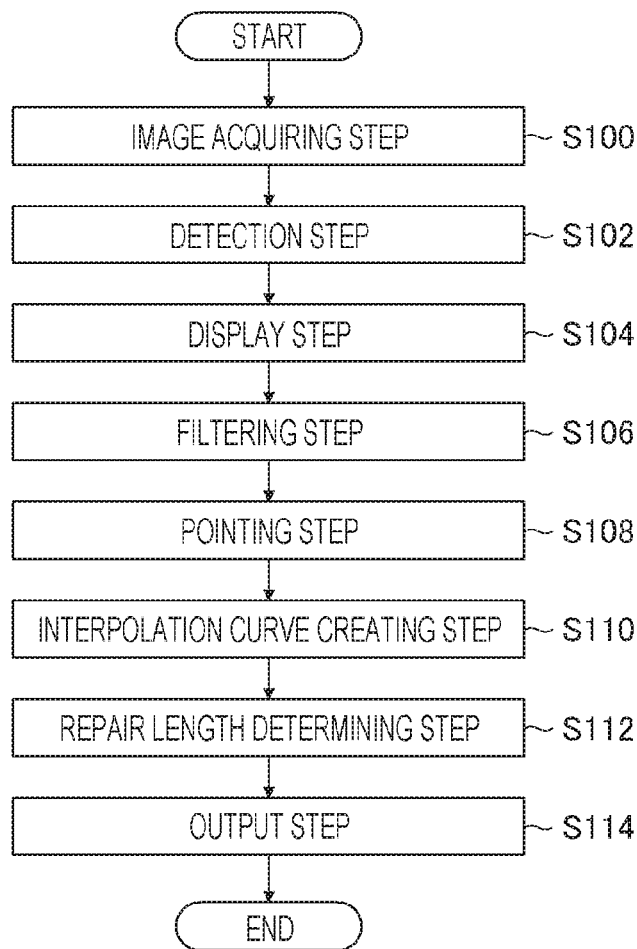 START
IMAGE ACQUIRING STEP ~ S100
DETECTION STEP ~ S102
DISPLAY STEP ~ S104
FILTERING STEP ~ S106
POINTING STEP ~ S108
INTERPOLATION CURVE CREATING STEP ~ S110
REPAIR LENGTH DETERMINING STEP ~ S112
OUTPUT STEP ~ S114
END